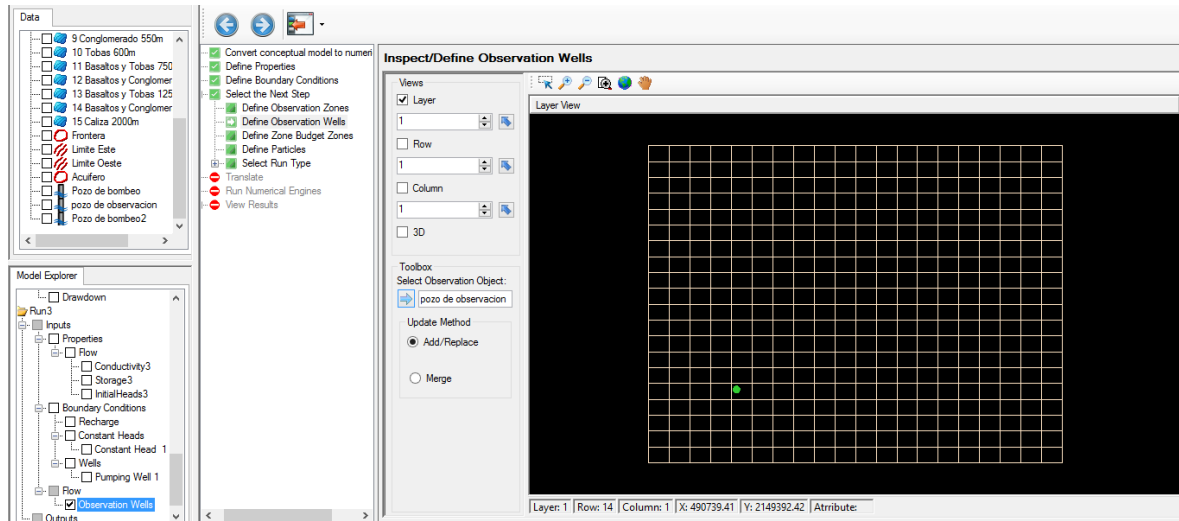 Data
9 Conglomerado 550m
10 Tobas 600m
11 Basaltos y Tobas 750
12 Basaltos y Conglomer
13 Basaltos y Tobas 125
14 Basaltos y Conglomer
15 Caliza 2000m
Frontera
Limite Este
Limite Oeste
Acuifero
Pozo de bombeo
pozo de observacion
Pozo de bombeo2
Model Explorer
Drawdown
Run3
Inputs
Properties
Flow
Conductivity3
Storage3
InitialHeads3
Boundary Conditions
Recharge
Constant Heads
Constant Head 1
Wells
Pumping Well 1
Flow
Observation Wells
Outputs
Convert conceptual model to numeri
Define Properties
Define Boundary Conditions
Select the Next Step
Define Observation Zones
Define Observation Wells
Define Zone Budget Zones
Define Particles
Select Run Type
Translate
Run Numerical Engines
View Results
Inspect/Define Observation Wells
Views
Layer
1
Row
1
Column
1
3D
Toolbox
Select Observation Object:
pozo de observacion
Update Method
Add/Replace
Merge
Layer View
Layer: 1 Row: 14 Column: 1 X: 490739.41 Y: 2149392.42 Atrribute: